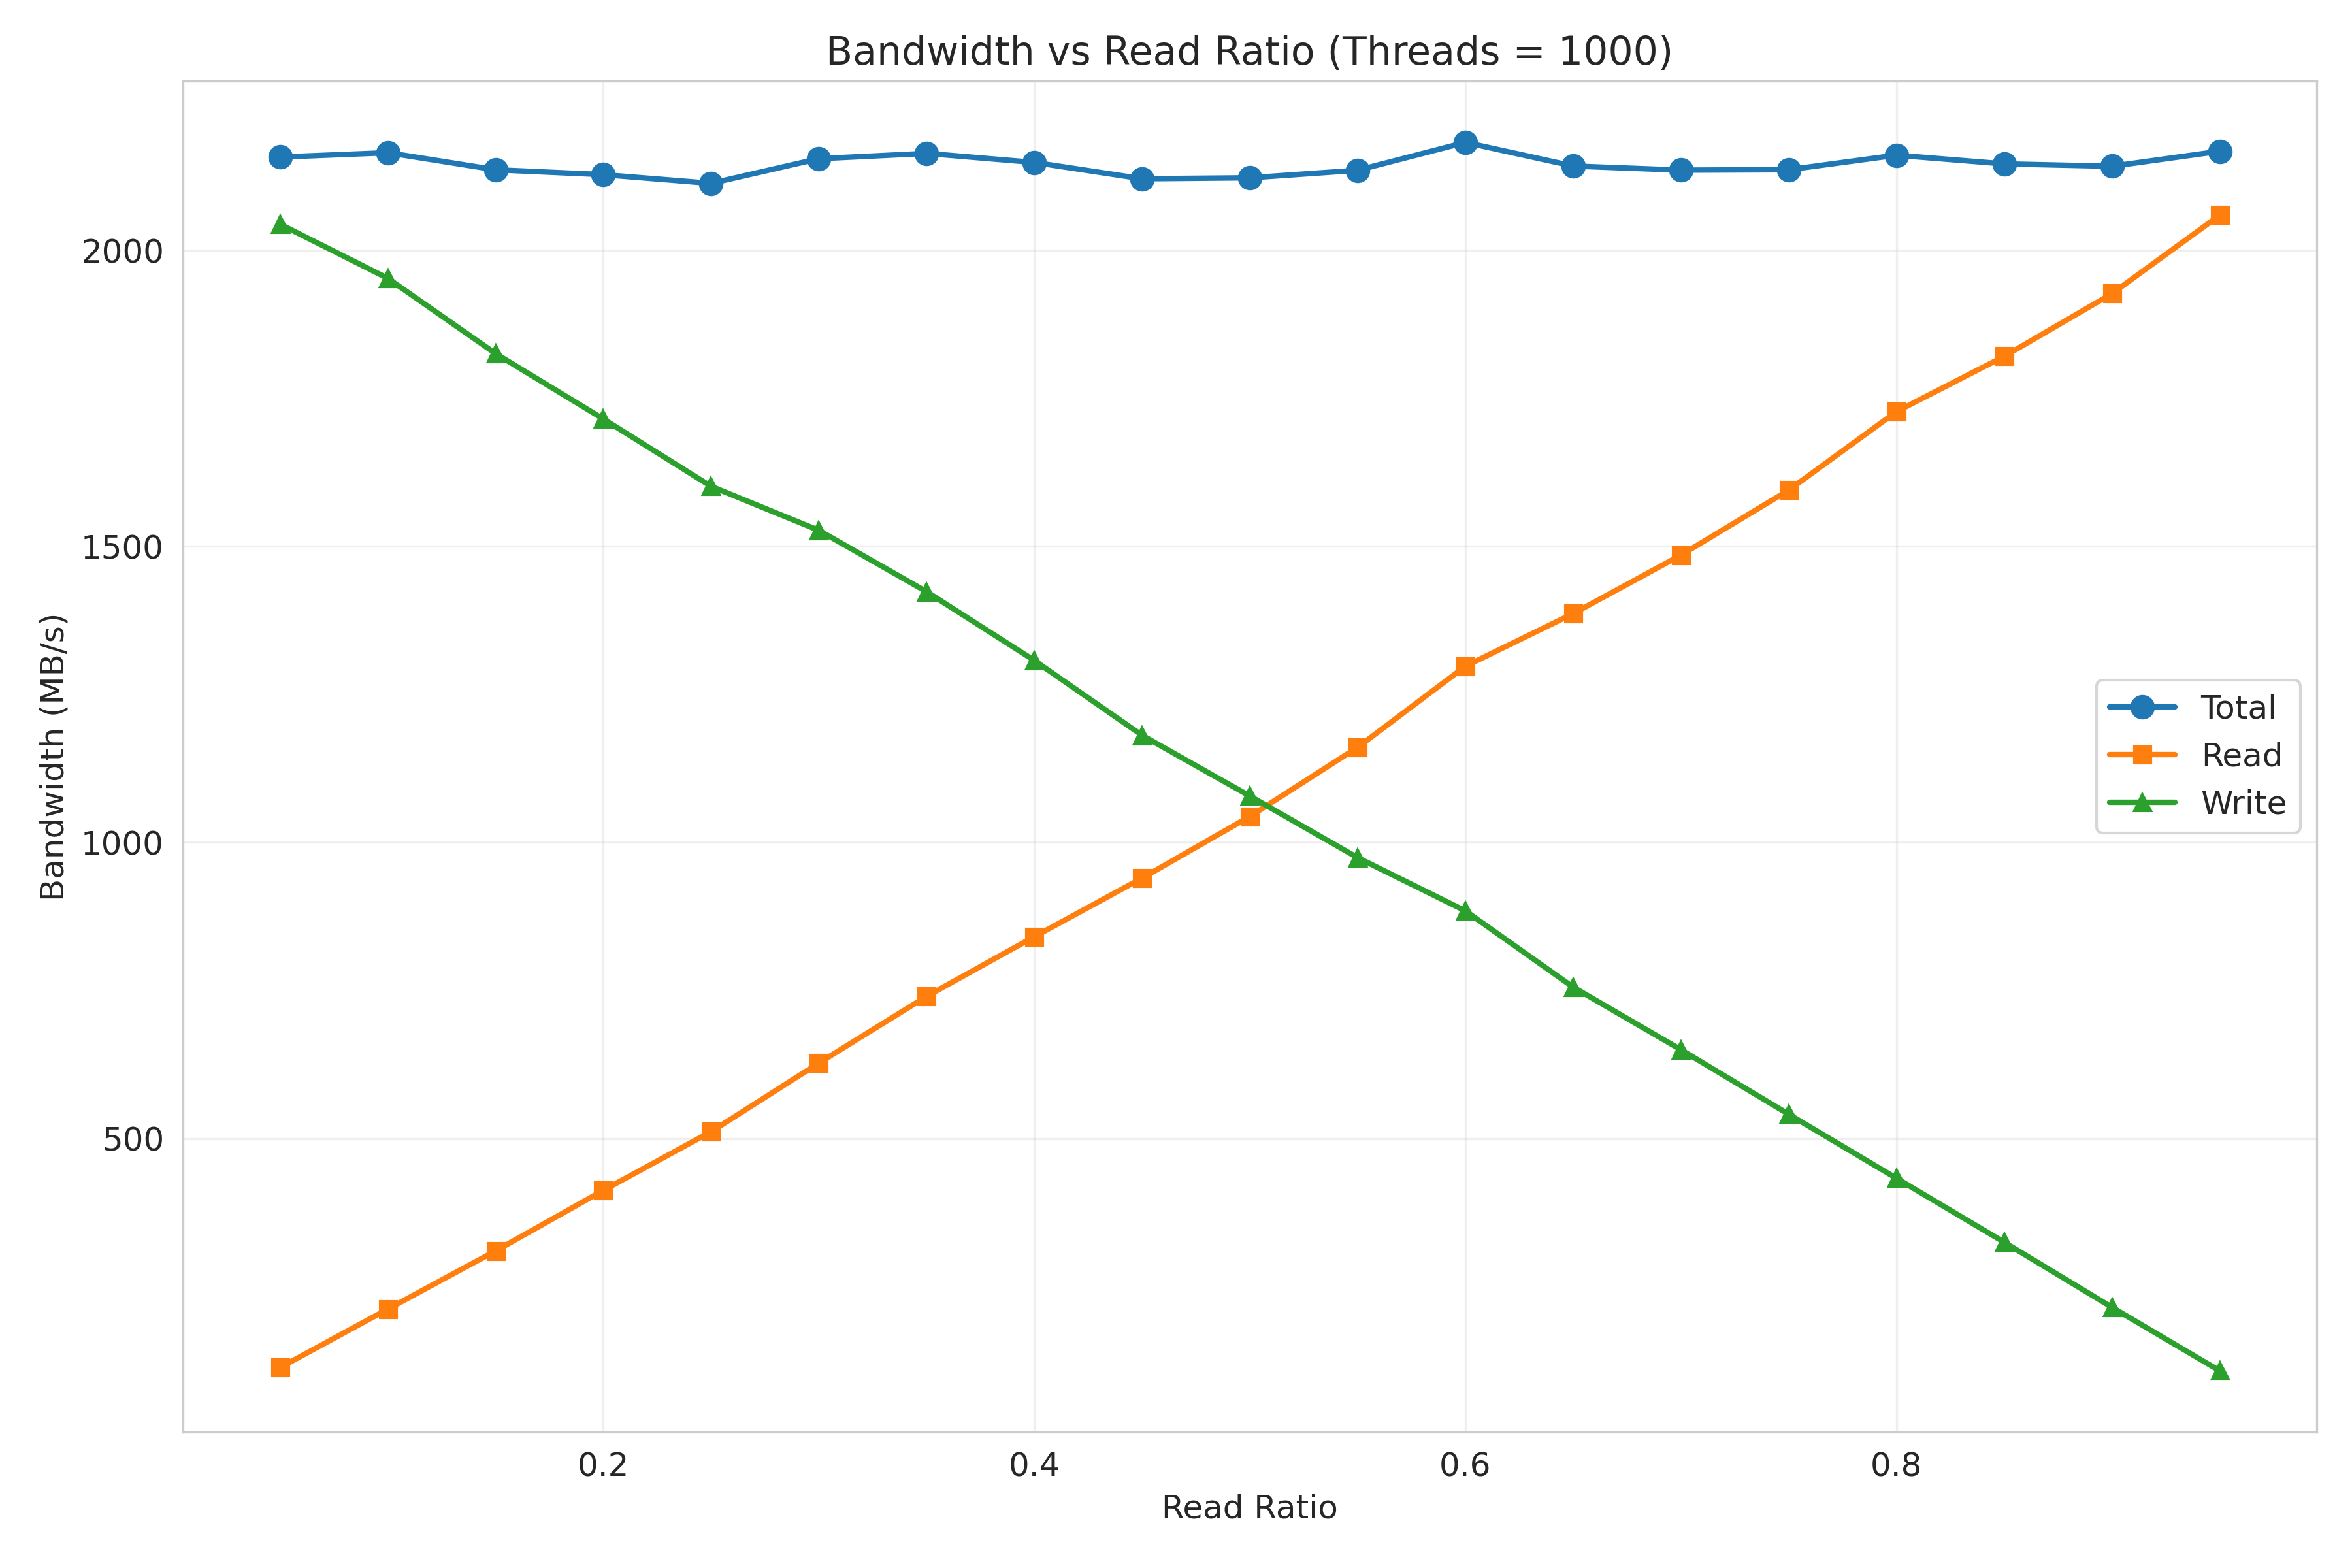 Bandwidth vs Read Ratio (Threads = 1000)
Bandwidth (MB/s)
2000
1500
1000
500
Total
Read
Write
0.2 0.4 0.6 0.8
Read Ratio